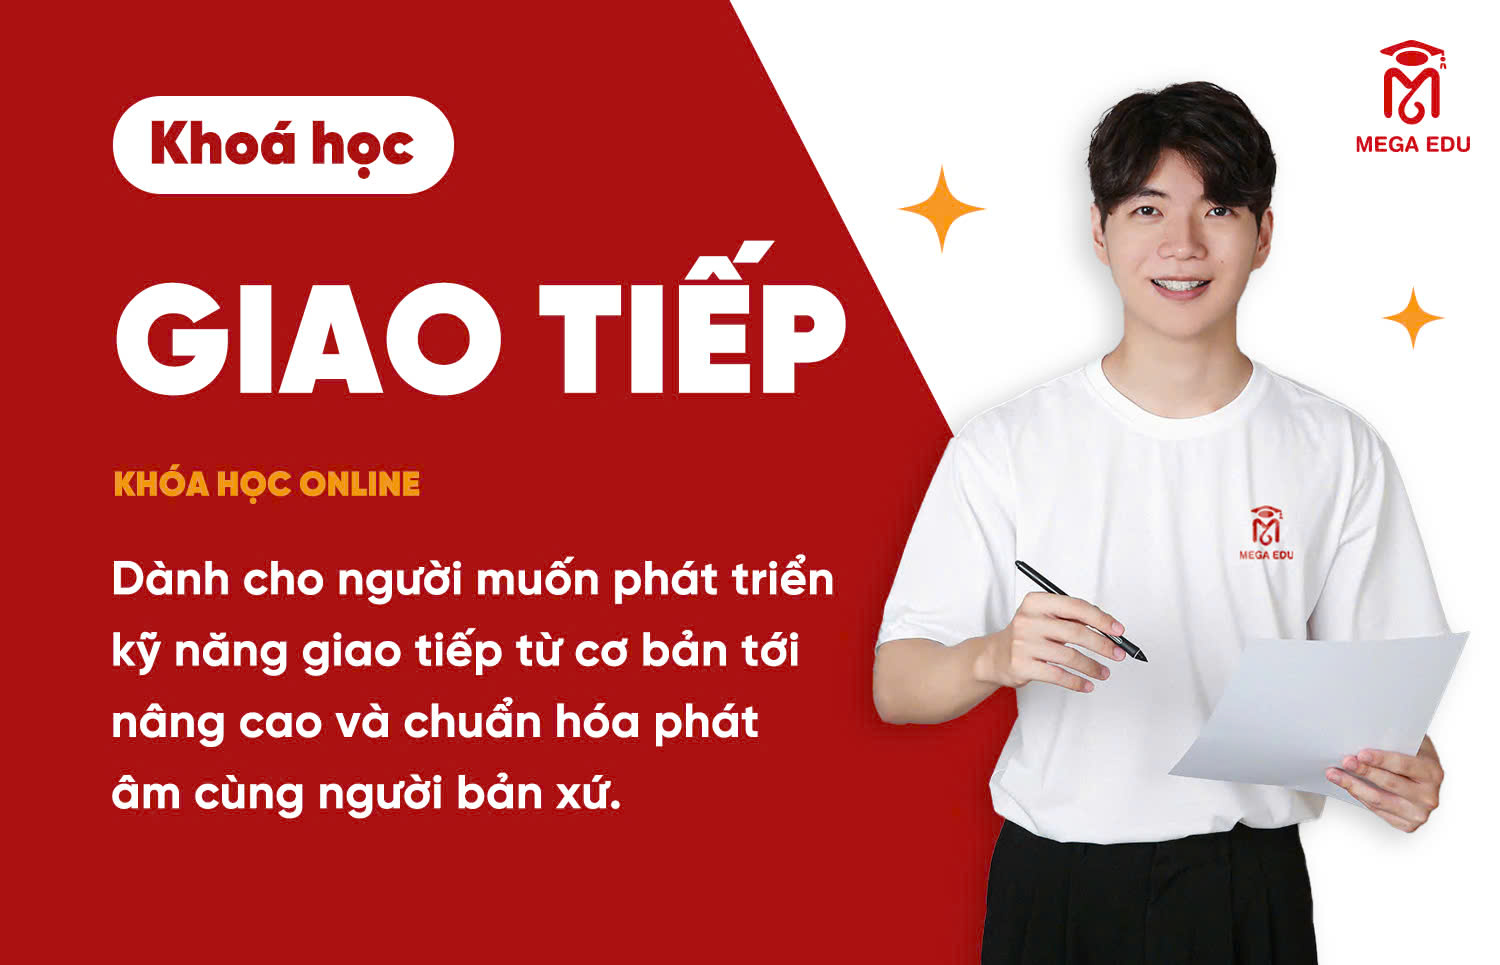 Khoá học
GIAO TIẾP
KHÓA HỌC ONLINE
Dành cho người muốn phát triển
kỹ năng giao tiếp từ cơ bản tới
nâng cao và chuẩn hóa phát
âm cùng người bản xứ.
MEGA EDU
MEGA EDU